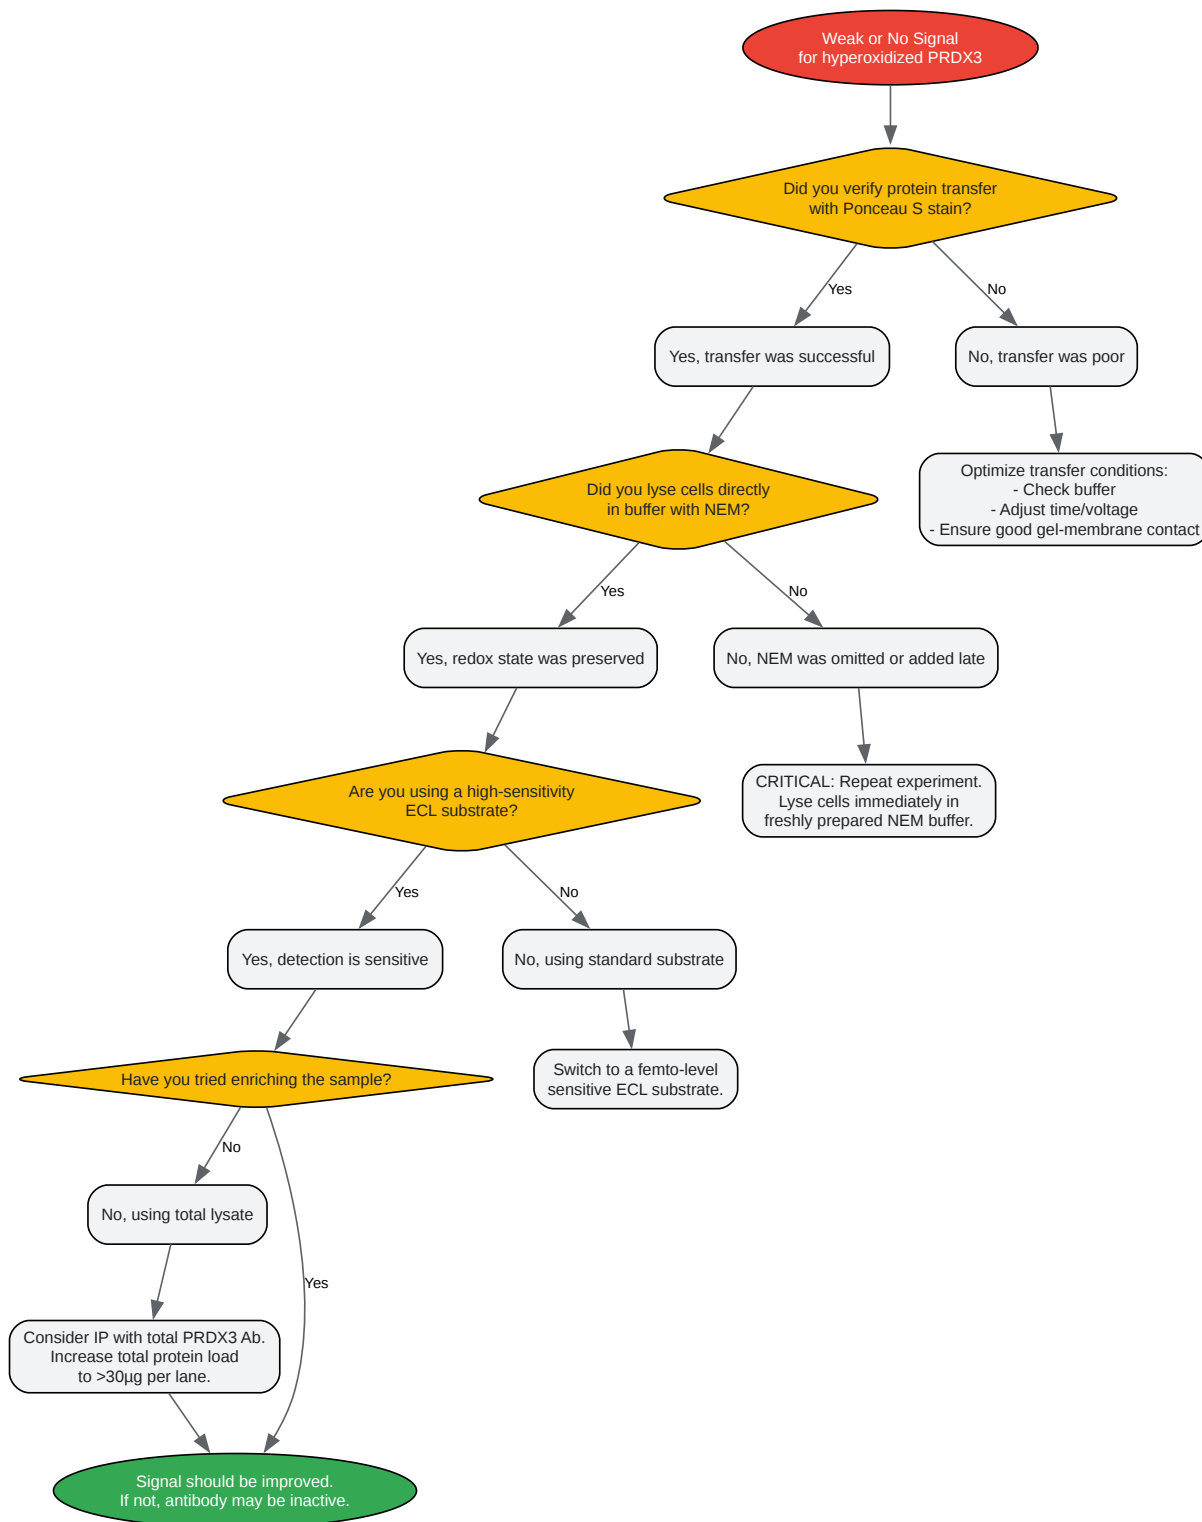 Weak or No Signal
for hyperoxidized PRDX3
Did you verify protein transfer
with Ponceau S stain?
Yes
No
Yes, transfer was successful
No, transfer was poor
Optimize transfer conditions:
- Check buffer
- Adjust time/voltage
- Ensure good gel-membrane contact
Did you lyse cells directly
in buffer with NEM?
Yes
No
Yes, redox state was preserved
No, NEM was omitted or added late
CRITICAL: Repeat experiment.
Lyse cells immediately in
freshly prepared NEM buffer.
Are you using a high-sensitivity
ECL substrate?
Yes
No
Yes, detection is sensitive
No, using standard substrate
Switch to a femto-level
sensitive ECL substrate.
Have you tried enriching the sample?
No
Yes
No, using total lysate
Consider IP with total PRDX3 Ab.
Increase total protein load
to >30µg per lane.
Signal should be improved.
If not, antibody may be inactive.